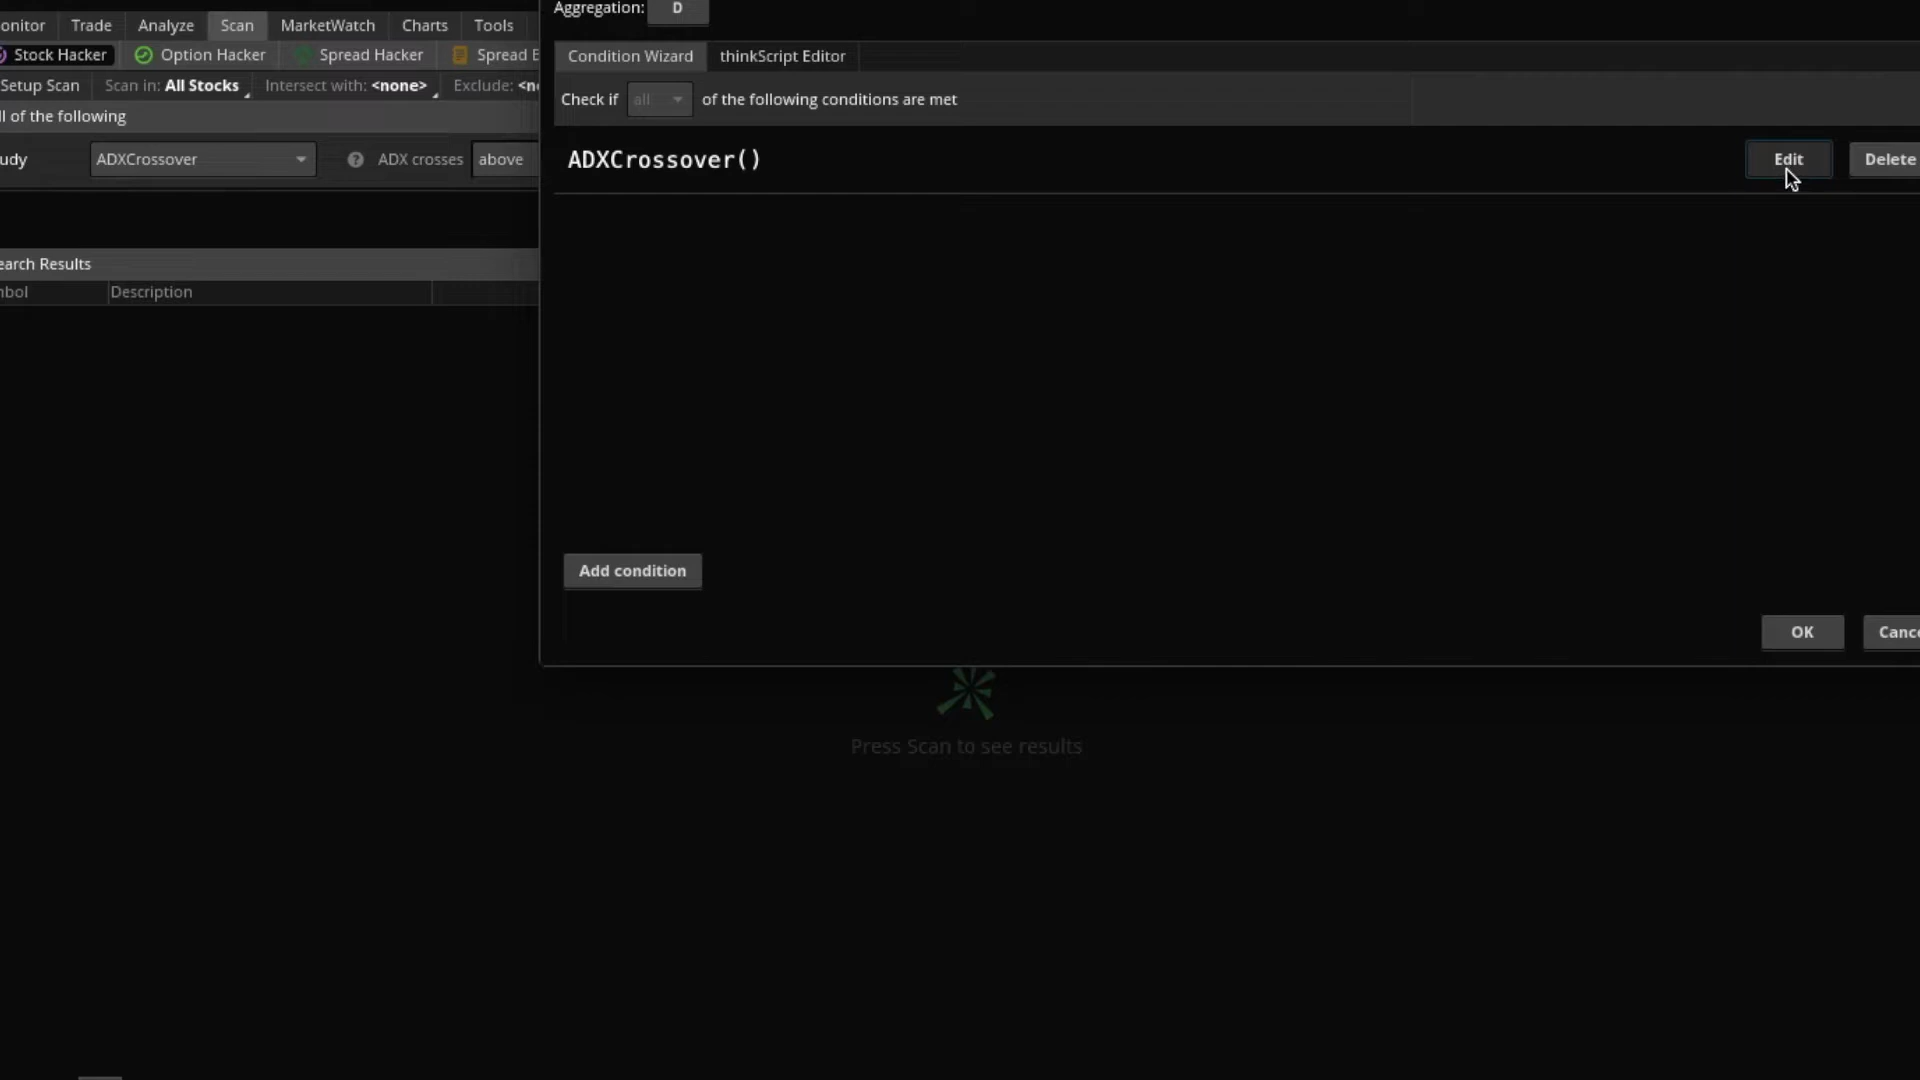 onitor Trade Analyze Scan MarketWatch Charts Tools
Stock Hacker Option Hacker Spread Hacker Spread B
Setup Scan Scan in: All Stocks Intersect with: <none> Exclude: <n
ll of the following
udy ADXCrossover ? ADX crosses above
earch Results
nbol Description
Aggregation: D
Condition Wizard thinkScript Editor
Check if all of the following conditions are met
ADXCrossover() Edit Delete
Add condition
OK Cance
Press Scan to see results